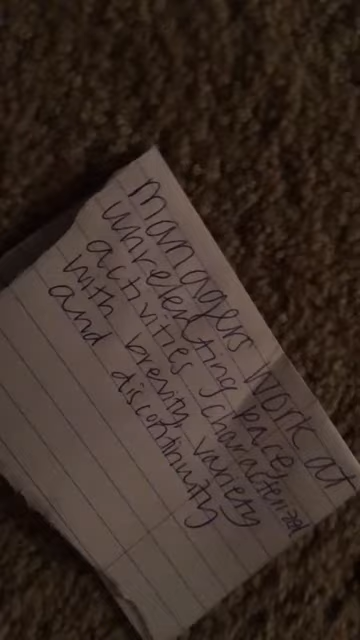 managers work at
unrelenting pace
activities characterized
with brevity, variety
and discontinuity